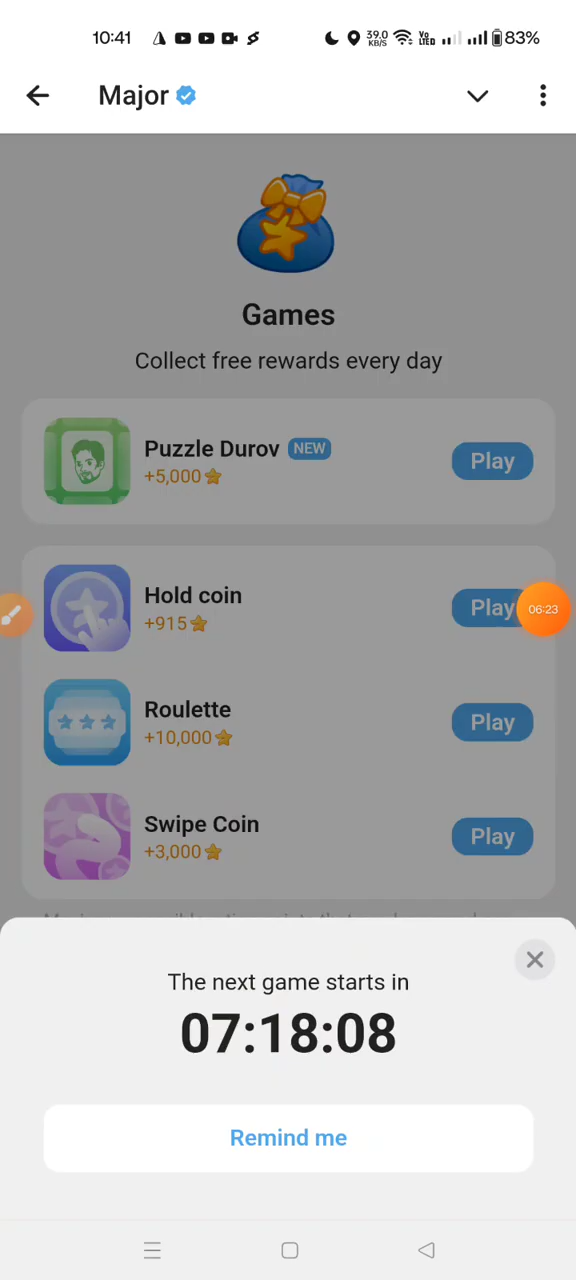 10:41 39.0 KB/S Vo LTED 83%
Major
Games
Collect free rewards every day
Puzzle Durov NEW
+5,000
Play
Hold coin
+915
Play
06:23
Roulette
+10,000
Play
Swipe Coin
+3,000
Play
The next game starts in
07:18:08
Remind me